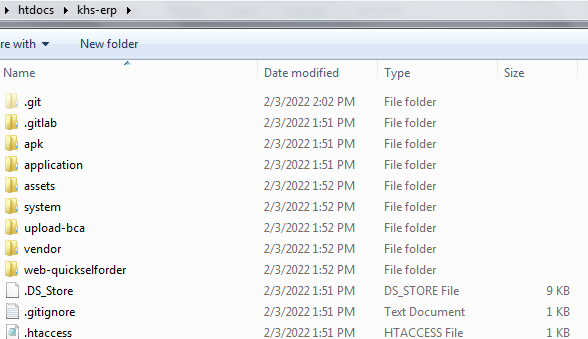 htdocs khs-erp
re with New folder
Name Date modified Type Size
.git 2/3/2022 2:02 PM File folder
.gitlab 2/3/2022 1:51 PM File folder
apk 2/3/2022 1:51 PM File folder
application 2/3/2022 1:51 PM File folder
assets 2/3/2022 1:52 PM File folder
system 2/3/2022 1:52 PM File folder
upload-bca 2/3/2022 1:52 PM File folder
vendor 2/3/2022 1:52 PM File folder
web-quickselforder 2/3/2022 1:52 PM File folder
.DS_Store 2/3/2022 1:51 PM DS_STORE File 9 KB
.gitignore 2/3/2022 1:51 PM Text Document 1 KB
.htaccess 2/3/2022 1:51 PM HTACCESS File 1 KB